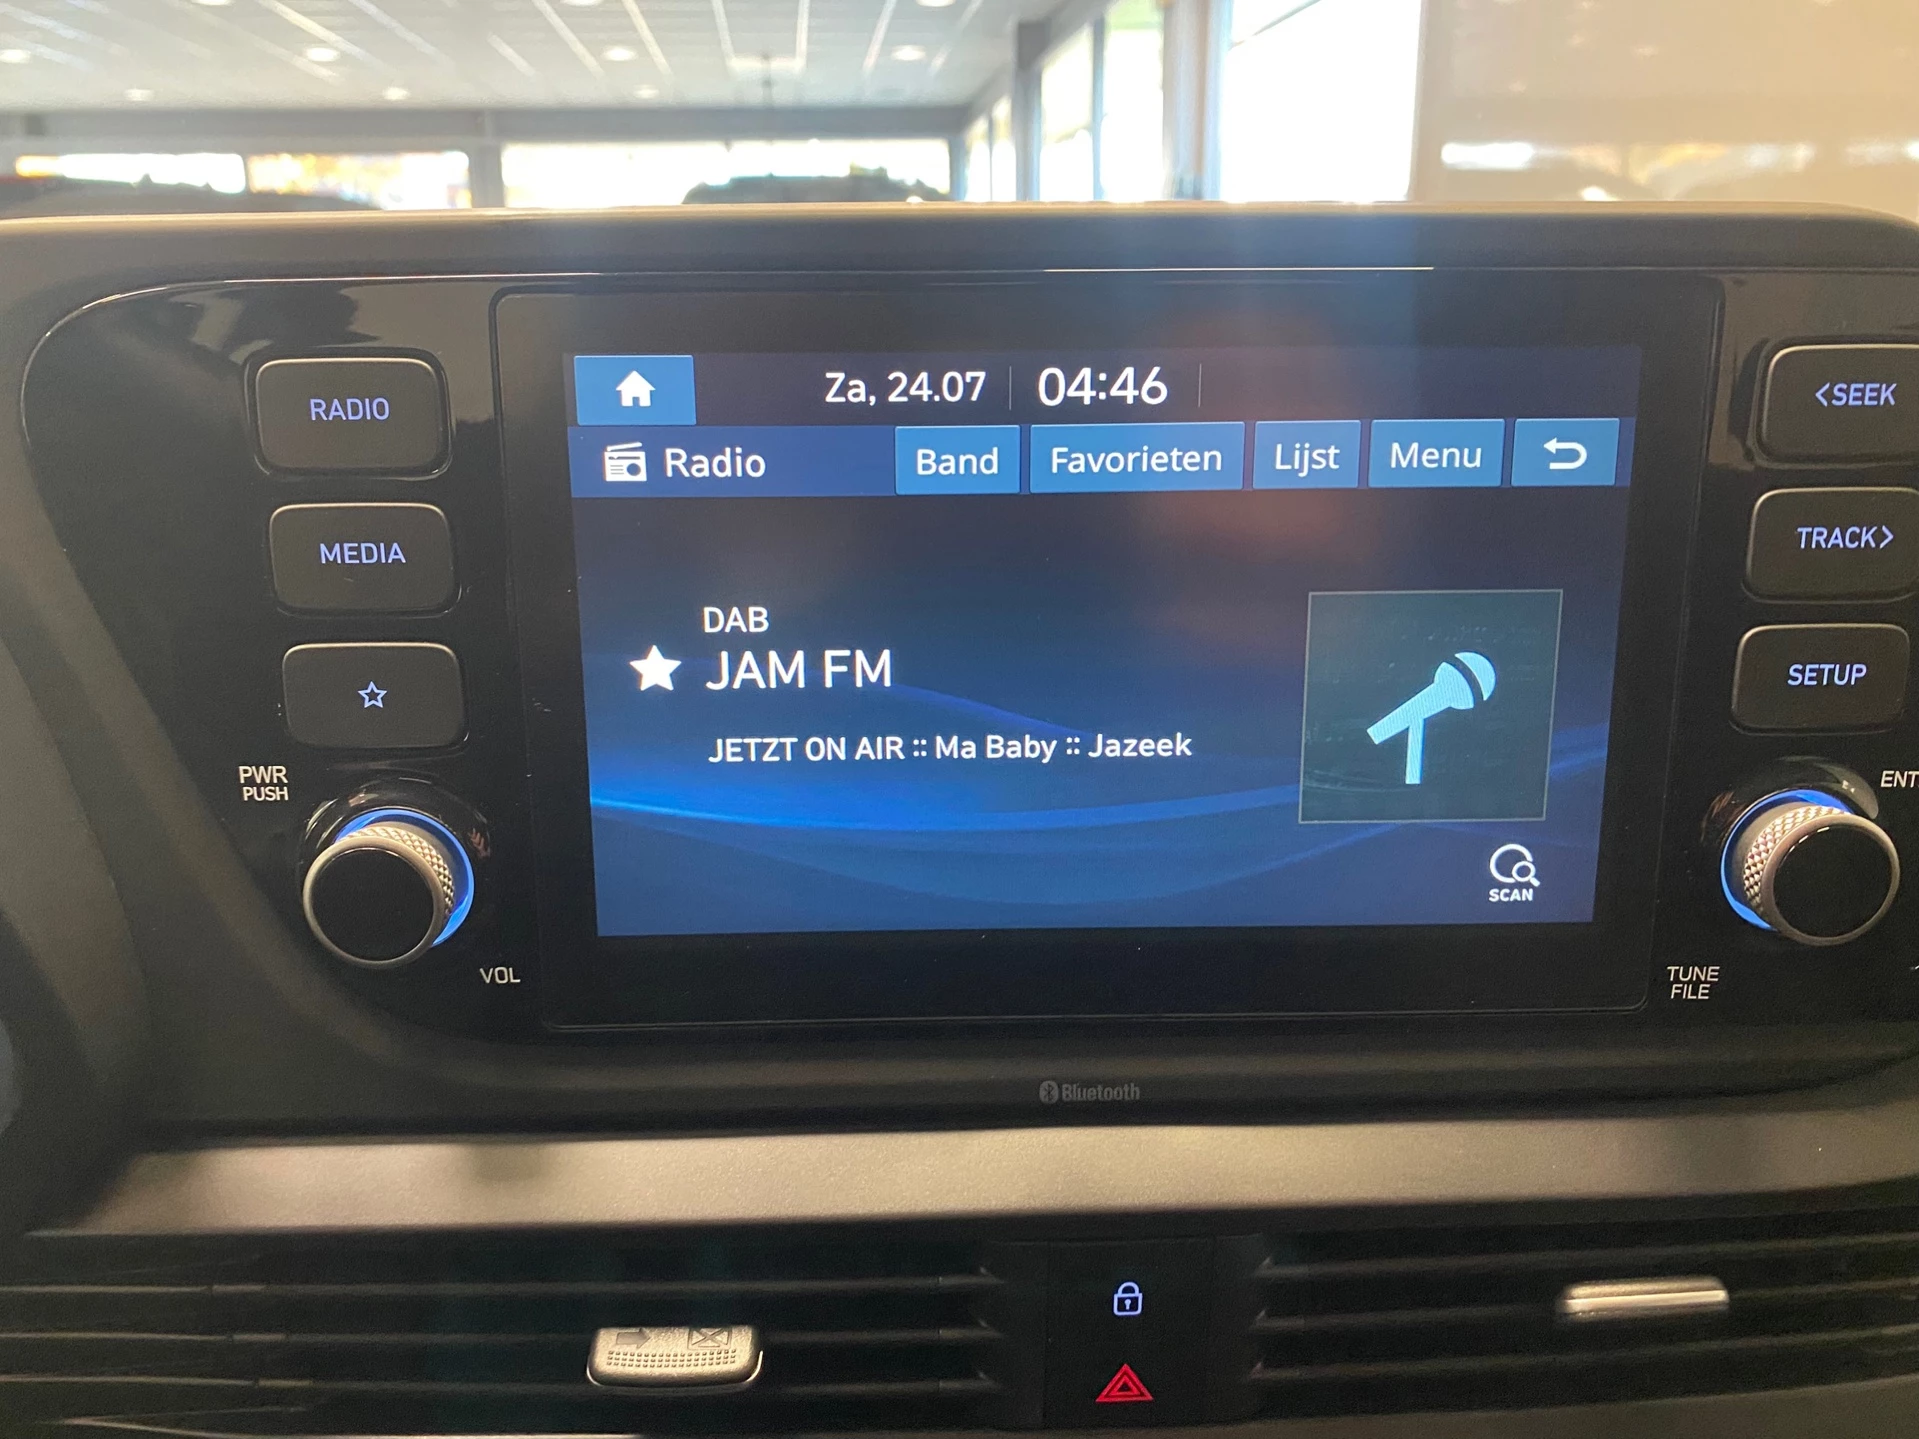 Za, 24.07 04:46
RADIO
<SEEK
Radio Band Favorieten Lijst Menu
MEDIA
TRACK>
DAB
JAM FM
SETUP
JETZT ON AIR :: Ma Baby :: Jazeek
PWR
PUSH
SCAN
VOL
TUNE
FILE
Bluetooth